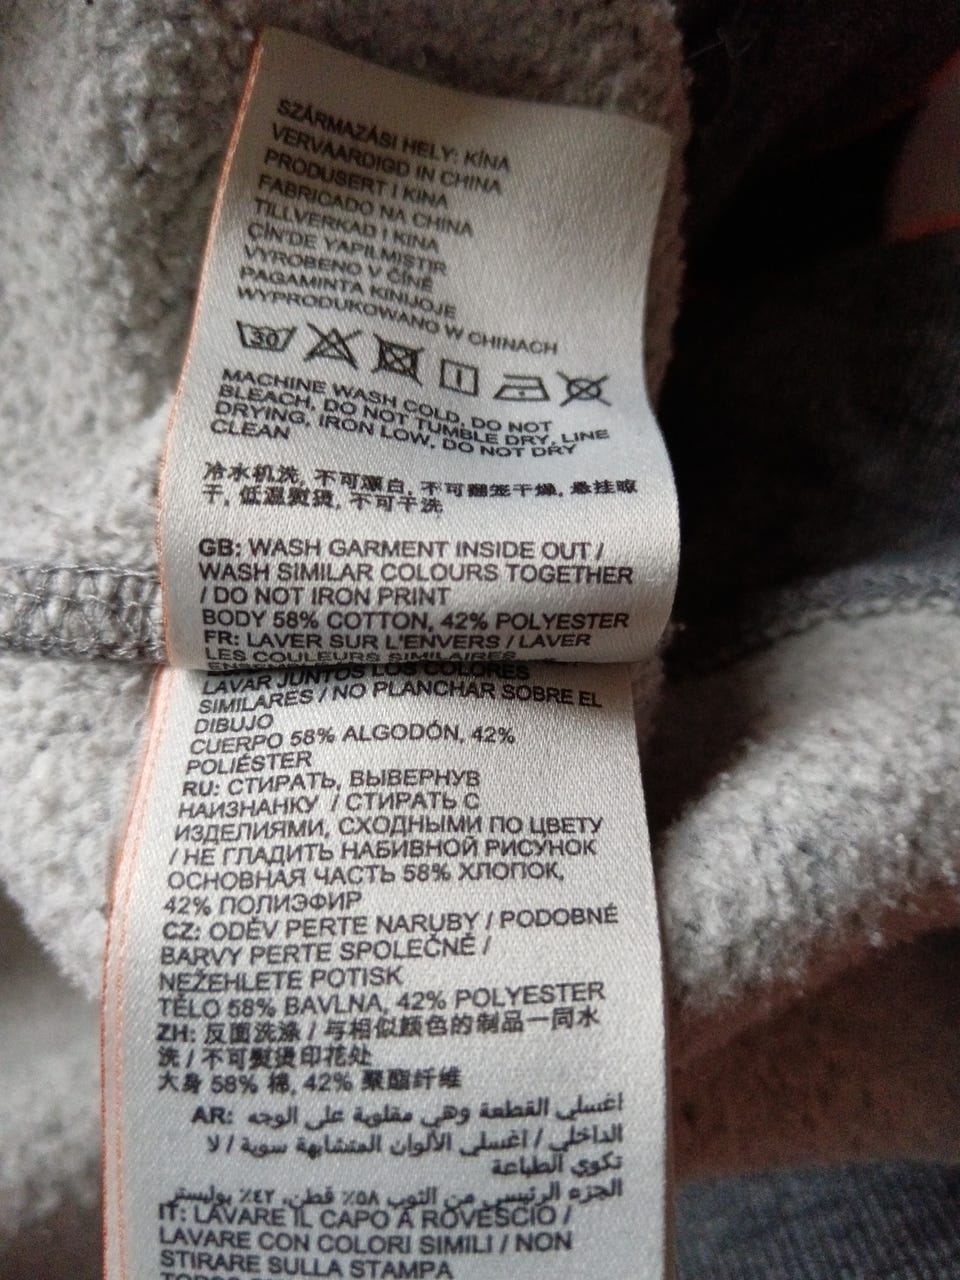 SZÁRMAZÁSI HELY: KÍNA
VERVAARDIGD IN CHINA
PRODUSERT I KINA
FABRICADO NA CHINA
TILLVERKAD I KINA
ÇİN'DE YAPILMISTIR
VYROBENO V ČÍNĚ
PAGAMINTA KINIJOJE
WYPRODUKOWANO W CHINACH
30
MACHINE WASH COLD, DO NOT
BLEACH, DO NOT TUMBLE DRY, LINE
DRYING, IRON LOW, DO NOT DRY
CLEAN
冷水机洗, 不可漂白, 不可翻笼干燥, 悬挂晾
干, 低温熨烫, 不可干洗
GB: WASH GARMENT INSIDE OUT /
WASH SIMILAR COLOURS TOGETHER
/ DO NOT IRON PRINT
BODY 58% COTTON, 42% POLYESTER
FR: LAVER SUR L'ENVERS / LAVER
LES COULEURS SIMILAIRES
LAVAR JUNTOS LOS COLORES
SIMILARES / NO PLANCHAR SOBRE EL
DIBUJO
CUERPO 58% ALGODÓN, 42%
POLIÉSTER
RU: СТИРАТЬ, ВЫВЕРНУВ
НАИЗНАНКУ / СТИРАТЬ С
ИЗДЕЛИЯМИ, СХОДНЫМИ ПО ЦВЕТУ
/ НЕ ГЛАДИТЬ НАБИВНОЙ РИСУНОК
ОСНОВНАЯ ЧАСТЬ 58% ХЛОПОК,
42% ПОЛИЭФИР
CZ: ODĚV PERTE NARUBY / PODOBNÉ
BARVY PERTE SPOLEČNĚ /
NEŽEHLETE POTISK
TĚLO 58% BAVLNA, 42% POLYESTER
ZH: 反面洗涤 / 与相似颜色的制品一同水
洗 / 不可熨烫印花处
大身 58% 棉, 42% 聚酯纤维
AR: اغسلي القطعة وهي مقلوبة على الوجه
الداخلي / اغسلي الألوان المتشابهة سوية / لا
تكوي الطباعة
الجزء الرئيسي من الثوب ٥٨٪ قطن, ٤٢٪ بوليستر
IT: LAVARE IL CAPO A ROVESCIO /
LAVARE CON COLORI SIMILI / NON
STIRARE SULLA STAMPA